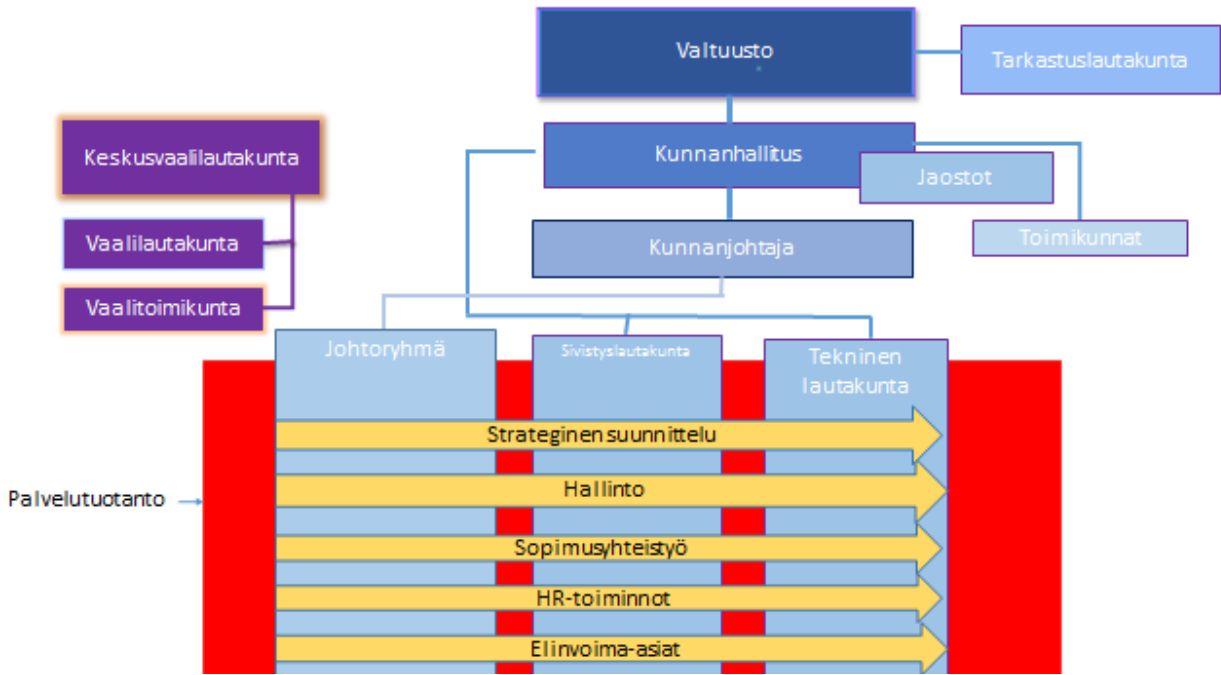 Valtuusto
Tarkastuslautakunta
Keskusvaalilautakunta
Kunnanhallitus
Jaostot
Vaalilautakunta
Kunnanjohtaja
Toimikunnat
Vaalitoimikunta
Johtoryhmä
Sivistyslautakunta
Tekninen
lautakunta
Strateginen suunnittelu
Palvelutuotanto
Hallinto
Sopimusyhteistyö
HR-toiminnot
Elinvoima-asiat